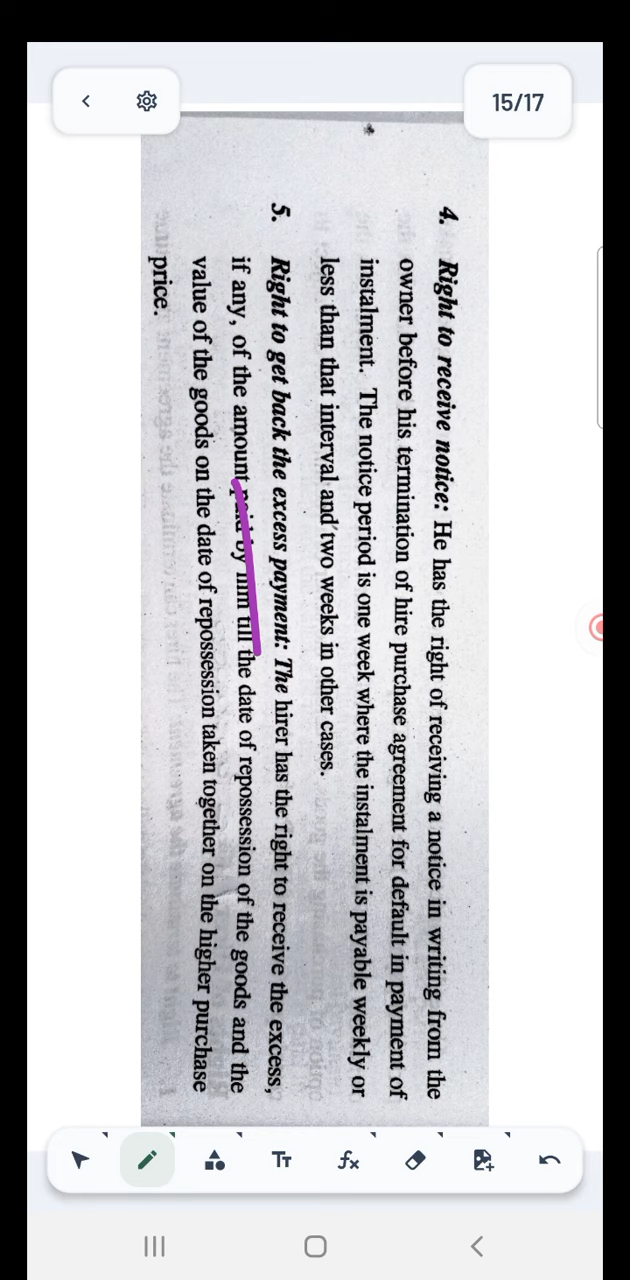 15/17
4. Right to receive notice: He has the right of receiving a notice in writing from the
owner before his termination of hire purchase agreement for default in payment of
instalment. The notice period is one week where the instalment is payable weekly or
less than that interval and two weeks in other cases.
5. Right to get back the excess payment: The hirer has the right to receive the excess,
if any, of the amount paid by him till the date of repossession of the goods and the
value of the goods on the date of repossession taken together on the higher purchase
price.
Tт
fx